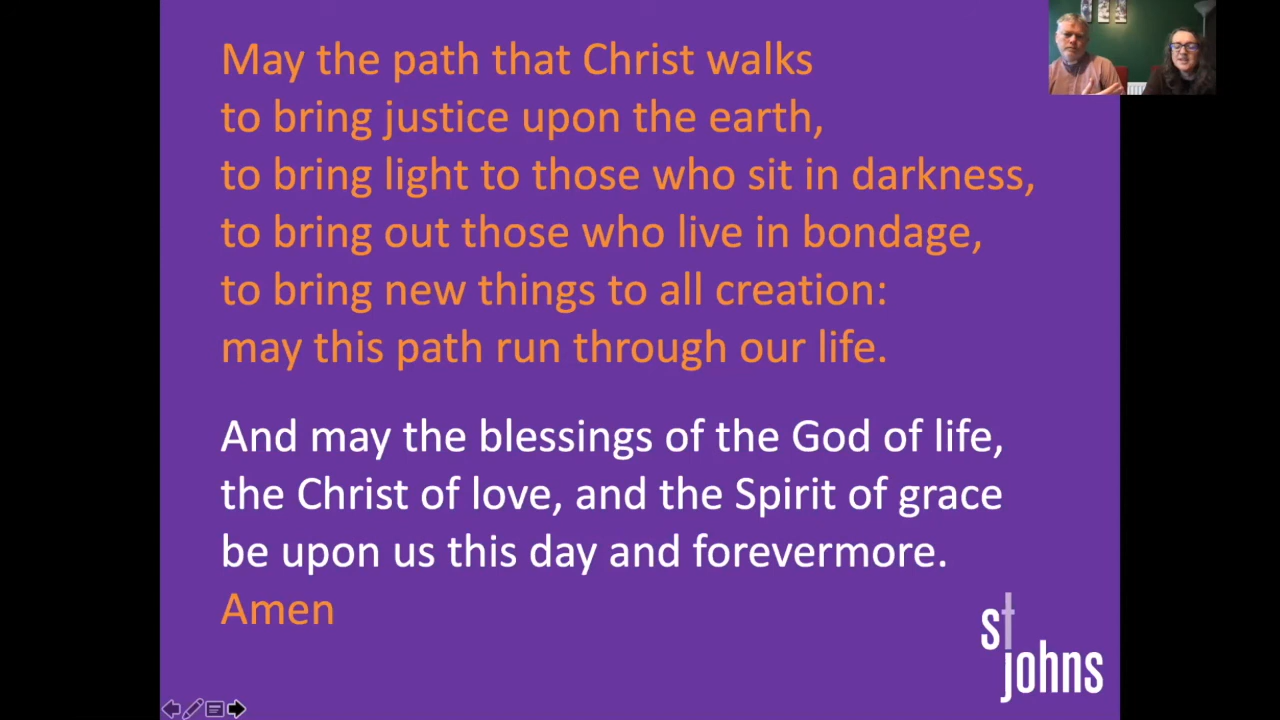 May the path that Christ walks
to bring justice upon the earth,
to bring light to those who sit in darkness,
to bring out those who live in bondage,
to bring new things to all creation:
may this path run through our life.
And may the blessings of the God of life,
the Christ of love, and the Spirit of grace
be upon us this day and forevermore.
Amen
st
johns